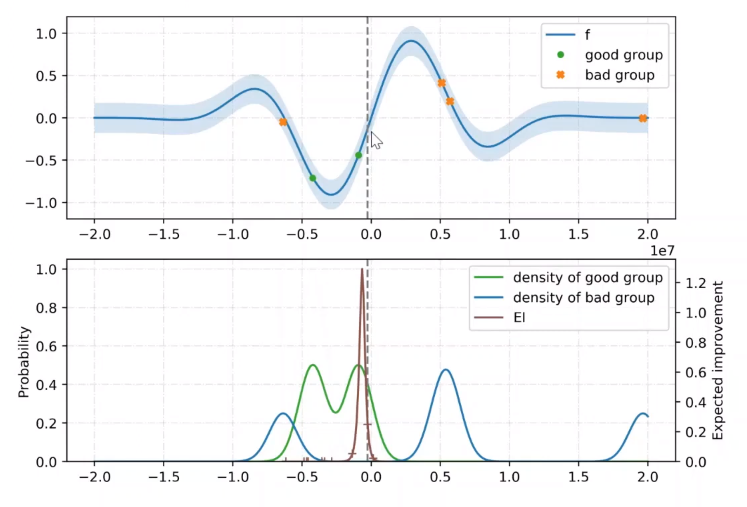 1.0
0.5
0.0
−0.5
−1.0
f
good group
bad group
−2.0 −1.5 −1.0 −0.5 0.0 0.5 1.0 1.5 2.0
1e7
1.0
0.8
0.6
0.4
0.2
0.0
Probability
density of good group
density of bad group
EI
1.2
1.0
0.8
0.6
0.4
0.2
0.0
Expected improvement
−2.0 −1.5 −1.0 −0.5 0.0 0.5 1.0 1.5 2.0